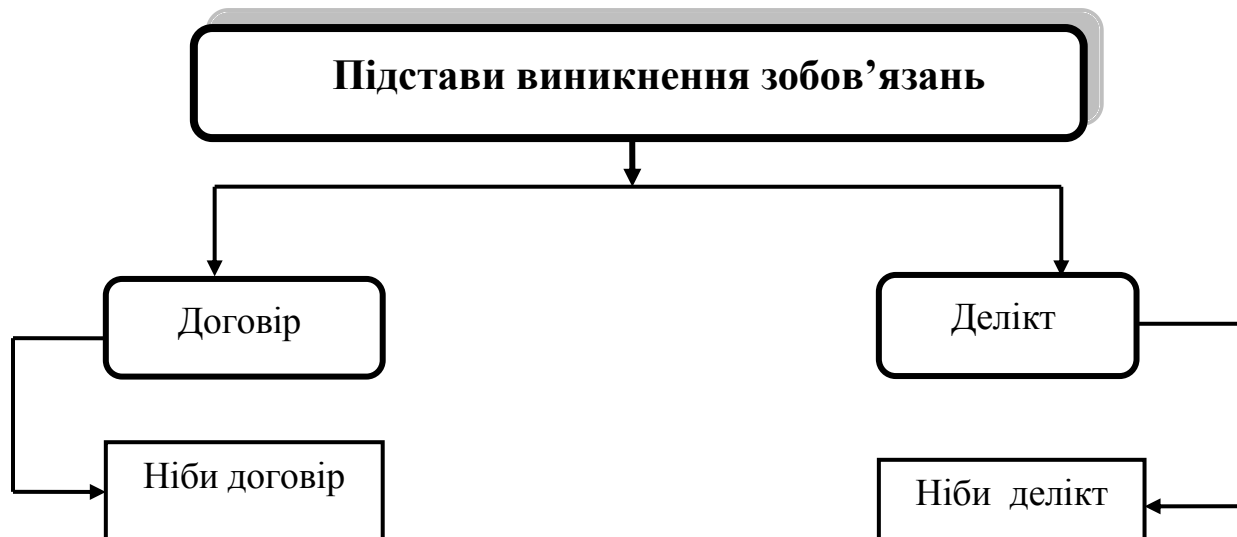 Підстави виникнення зобов’язань
Договір
Делікт
Ніби договір
Ніби делікт